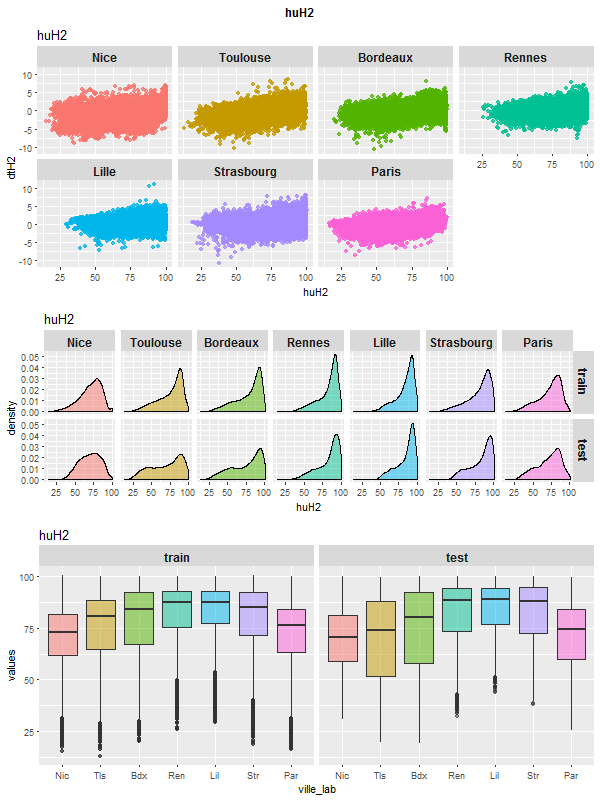 huH2
huH2
Nice Toulouse Bordeaux Rennes
10
5
0
-5
-10
25 50 75 100
Lille Strasbourg Paris
10
5
0
-5
-10
dtH2
25 50 75 100 25 50 75 100 25 50 75 100
huH2
huH2
Nice Toulouse Bordeaux Rennes Lille Strasbourg Paris
0.05
0.04
0.03
0.02
0.01
0.00
train
0.05
0.04
0.03
0.02
0.01
0.00
test
density
25 50 75 100 25 50 75 100 25 50 75 100 25 50 75 100 25 50 75 100 25 50 75 100 25 50 75 100
huH2
huH2
train test
100
75
50
25
values
Nic Tls Bdx Ren Lil Str Par Nic Tls Bdx Ren Lil Str Par
ville_lab